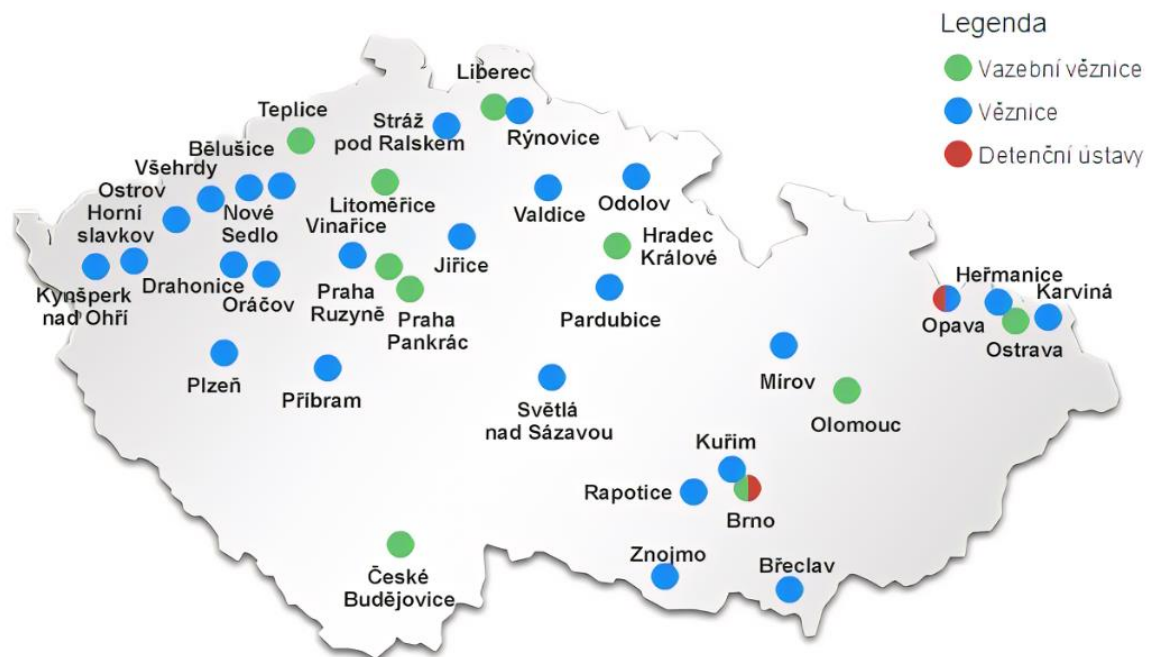 Legenda
Vazební věznice
Věznice
Detenční ústavy
Liberec
Teplice
Stráž
pod Ralskem
Rýnovice
Bělušice
Všehrdy
Ostrov
Horní
slavkov
Nové
Sedlo
Litoměřice
Valdice
Odolov
Vinařice
Jiřice
Hradec
Králové
Kynšperk
nad Ohří
Drahonice
Oráčov
Praha
Ruzyně
Praha
Pankrác
Pardubice
Heřmanice
Karviná
Opava
Ostrava
Plzeň
Příbram
Světlá
nad Sázavou
Mírov
Olomouc
Kuřim
Rapotice
Brno
Znojmo
Břeclav
České
Budějovice